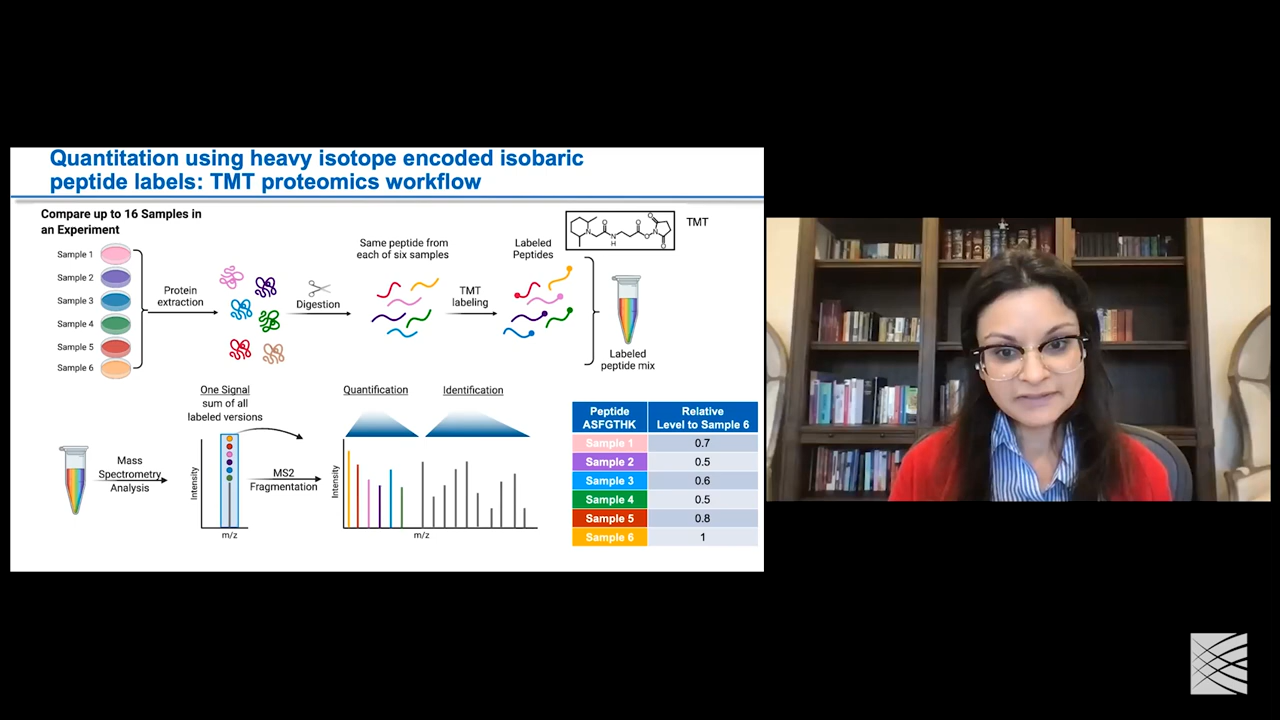 Quantitation using heavy isotope encoded isobaric
peptide labels: TMT proteomics workflow
Compare up to 16 Samples in
an Experiment
Sample 1
Sample 2
Sample 3
Sample 4
Sample 5
Sample 6
Protein
extraction
Digestion
Same peptide from
each of six samples
TMT
labeling
Labeled
Peptides
N
O
N
H
O
O
N
O
O
TMT
Labeled
peptide mix
Mass
Spectrometry
Analysis
One Signal
sum of all
labeled versions
Intensity
m/z
MS2
Fragmentation
Quantification
Identification
Intensity
m/z
Peptide
ASFGTHK
Relative
Level to Sample 6
Sample 1 0.7
Sample 2 0.5
Sample 3 0.6
Sample 4 0.5
Sample 5 0.8
Sample 6 1